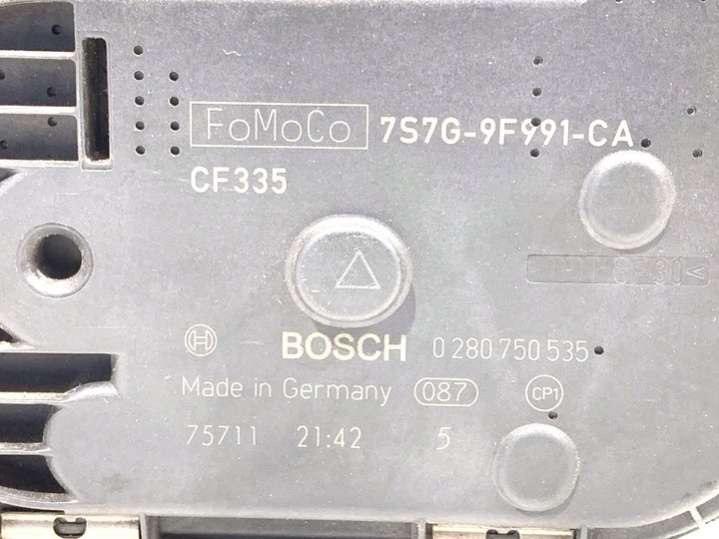 FoMoCo 7S7G-9F991-CA
CF335
BOSCH 0 280 750 535
Made in Germany 087 CP1
75711 21:42 5